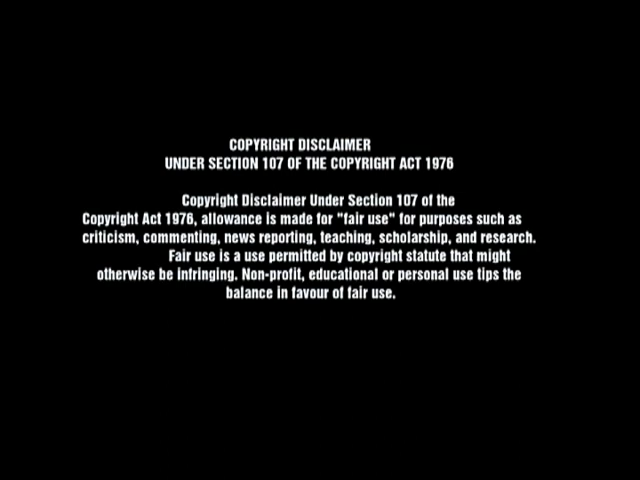 COPYRIGHT DISCLAIMER
UNDER SECTION 107 OF THE COPYRIGHT ACT 1976
Copyright Disclaimer Under Section 107 of the
Copyright Act 1976, allowance is made for "fair use" for purposes such as
criticism, commenting, news reporting, teaching, scholarship, and research.
Fair use is a use permitted by copyright statute that might
otherwise be infringing. Non-profit, educational or personal use tips the
balance in favour of fair use.